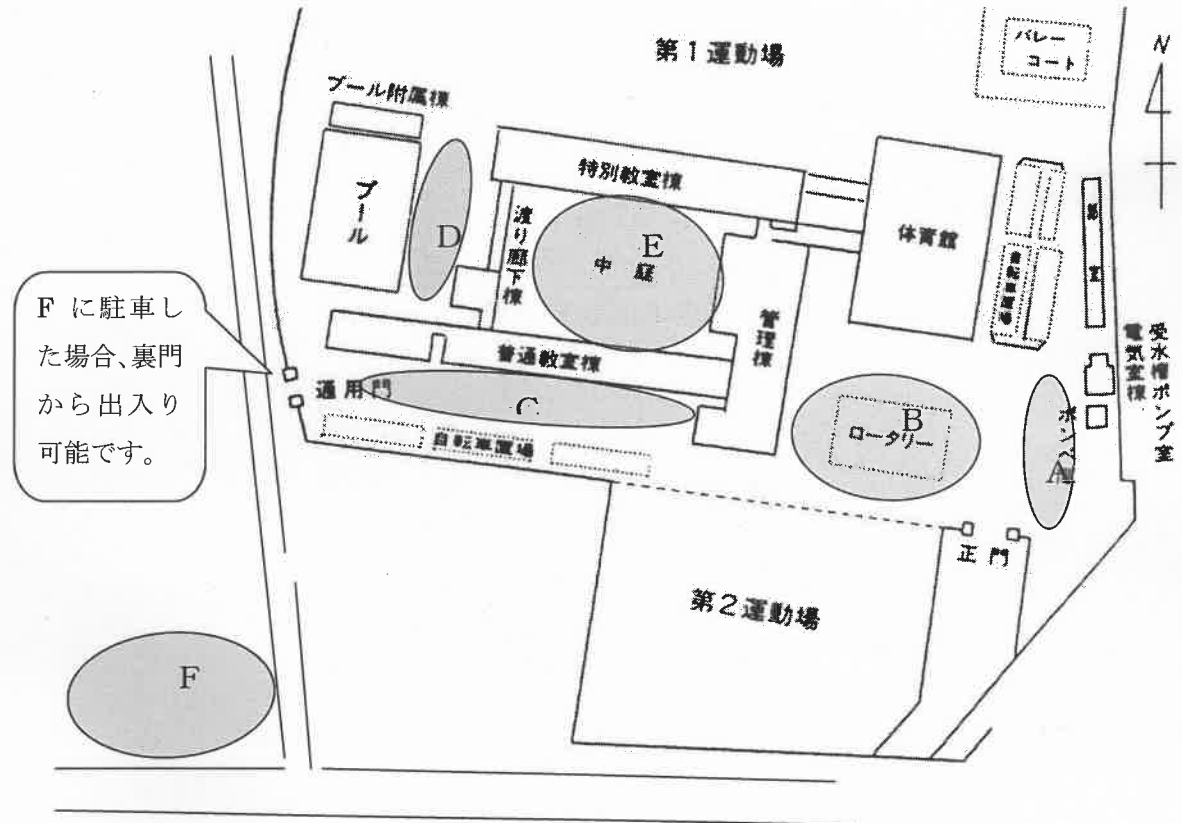 第1運動場
バレー
コート
N
プール附属棟
プール
D
特別教室棟
渡り廊下棟
E
中庭
体育館
自転車置場
部室
管理棟
受水槽ポンプ室
電気室棟
F に駐車し
た場合、裏門
から出入り
可能です。
普通教室棟
通用門
C
自転車置場
B
ロータリー
A
正門
第2運動場
F